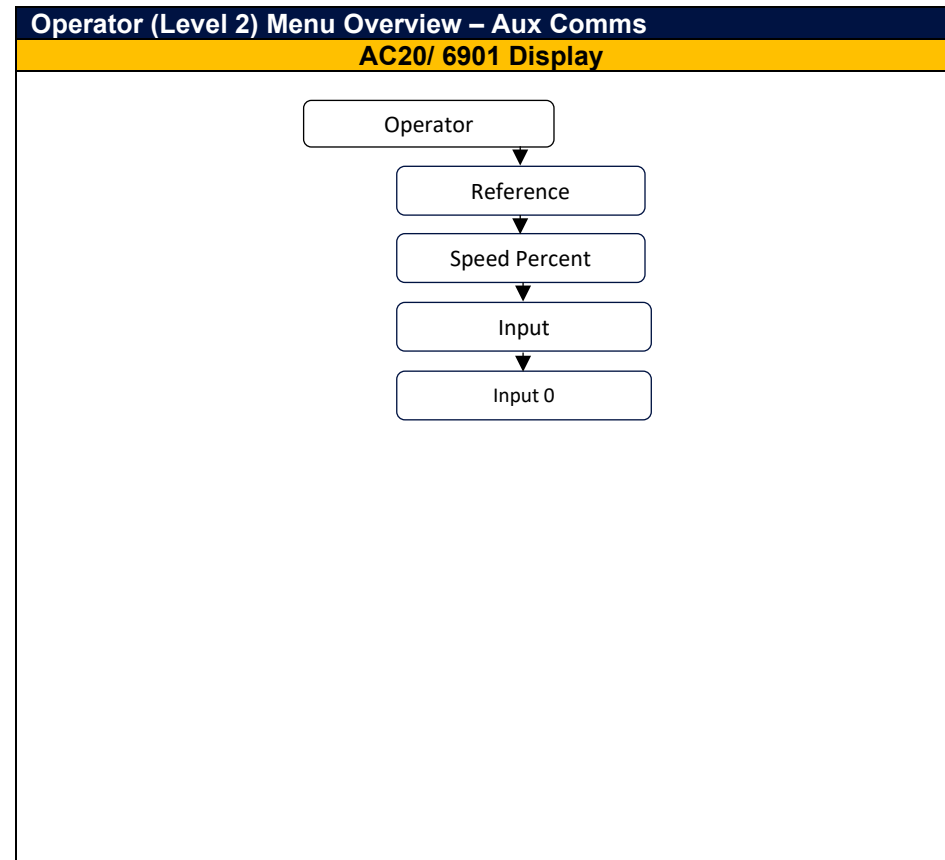 Operator (Level 2) Menu Overview – Aux Comms
AC20/ 6901 Display
Operator
Reference
Speed Percent
Input
Input 0